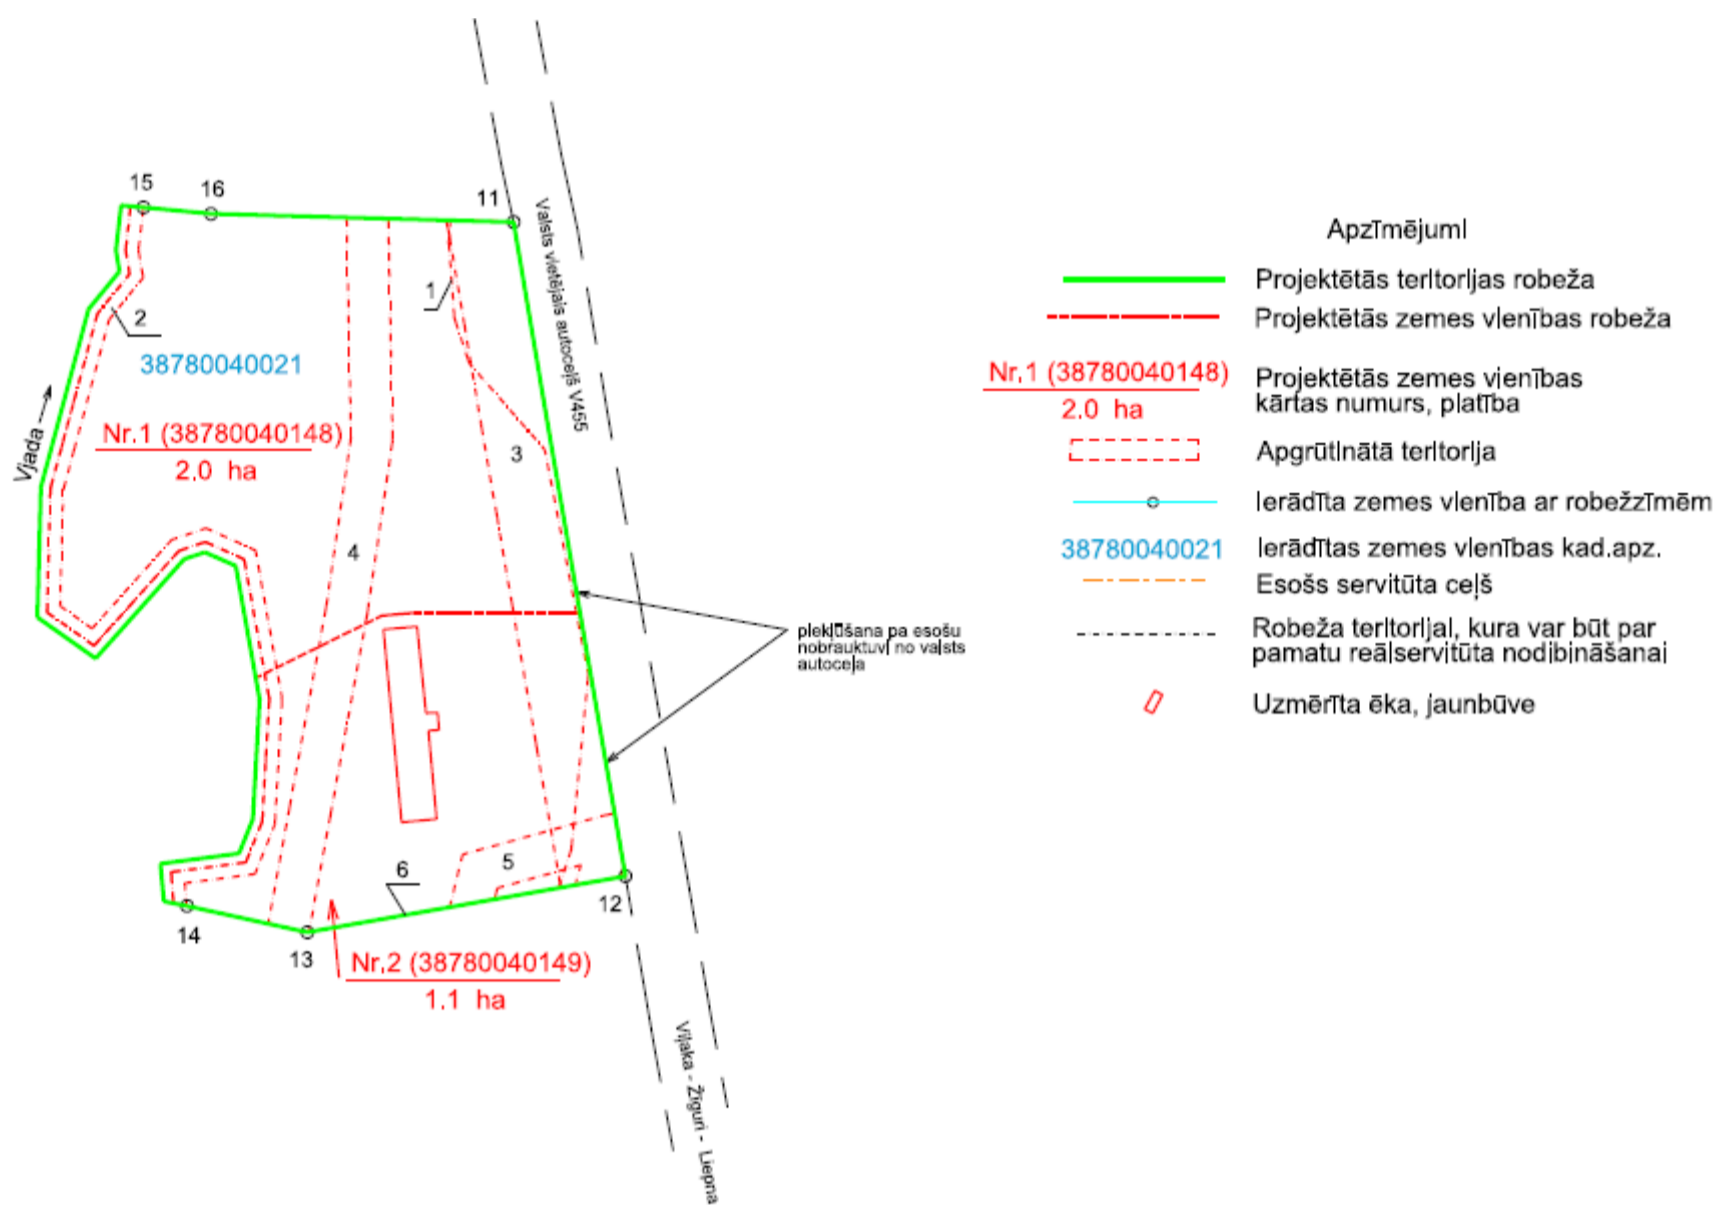 15
16
11
Valsts vietējais autoceļš V455
1
2
38780040021
Vjada
Nr.1 (38780040148)
2.0 ha
3
4
piekļūšana pa esošu
nobrauktuvi no valsts
autoceļa
5
6
12
14
13
Nr.2 (38780040149)
1.1 ha
Viļaka - Žīguri - Liepna
Apzīmējumi
Projektētās teritorijas robeža
Projektētās zemes vienības robeža
Nr.1 (38780040148)
2.0 ha
Projektētās zemes vienības
kārtas numurs, platība
Apgrūtinātā teritorija
Ierādīta zemes vienība ar robežzīmēm
38780040021
Ierādītas zemes vienības kad.apz.
Esošs servitūta ceļš
Robeža teritorijai, kura var būt par
pamatu reālservitūta nodibināšanai
Uzmērīta ēka, jaunbūve